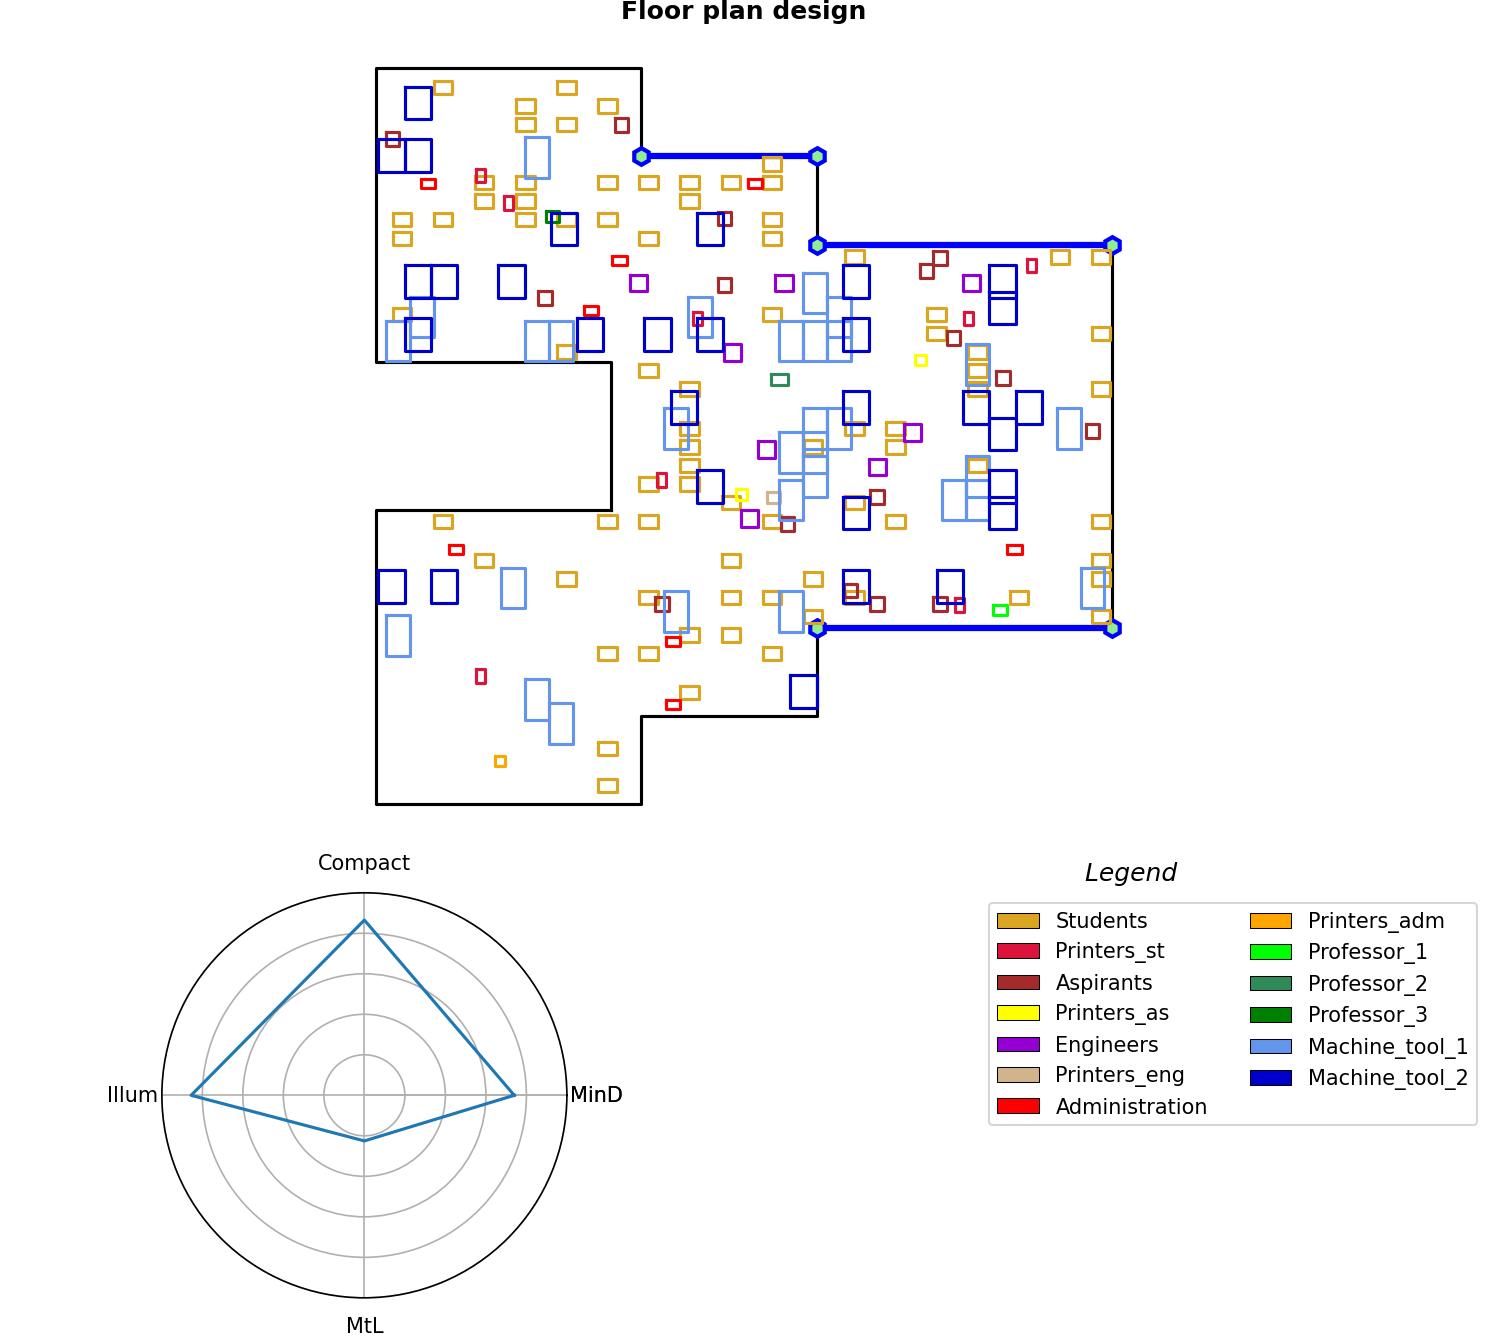 Floor plan design
Compact
Illum
MinD
MtL
Legend
Students
Printers_st
Aspirants
Printers_as
Engineers
Printers_eng
Administration
Printers_adm
Professor_1
Professor_2
Professor_3
Machine_tool_1
Machine_tool_2